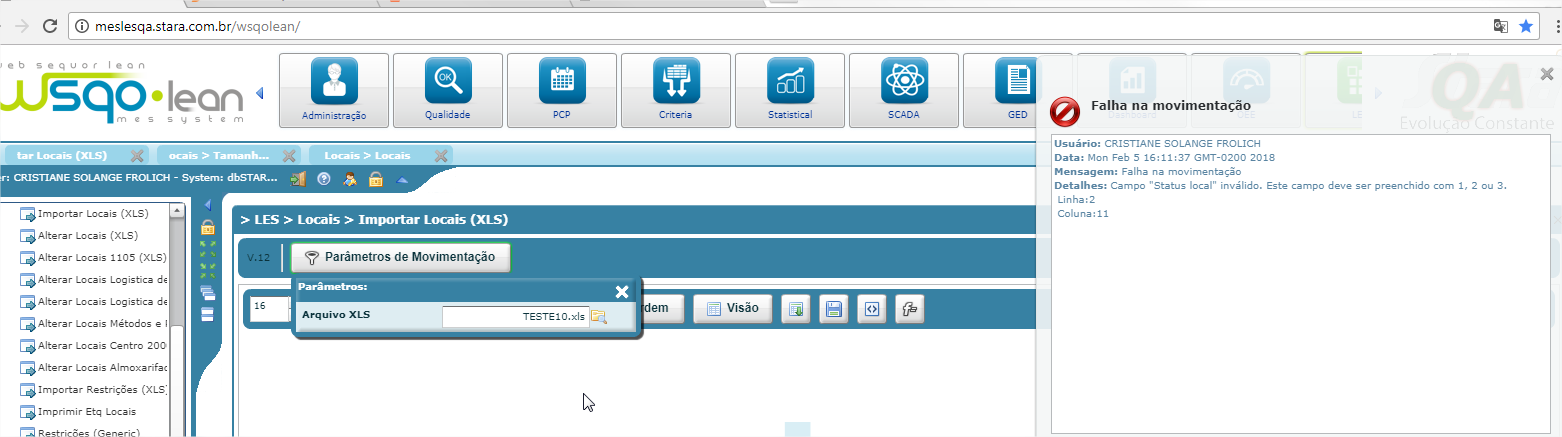 meslesqa.stara.com.br/wsqolean/
web sequor lean
wsqo•lean
mes system
Administração
Qualidade
PCP
Criteria
Statistical
SCADA
GED
Dashboard
OEE
QA
Evolução Constante
tar Locais (XLS)
ocais > Tamanh...
Locais > Locais
er: CRISTIANE SOLANGE FROLICH - System: dbSTAR...
Importar Locais (XLS)
Alterar Locais (XLS)
Alterar Locais 1105 (XLS)
Alterar Locais Logistica de
Alterar Locais Logistica de
Alterar Locais Métodos e
Alterar Locais Centro 200
Alterar Locais Almoxarifad
Importar Restrições (XLS)
Imprimir Etq Locais
Restrições (Generic)
> LES > Locais > Importar Locais (XLS)
V.12
Parâmetros de Movimentação
Parâmetros:
Arquivo XLS
TESTE10.xls
16
rdem
Visão
Falha na movimentação
Usuário: CRISTIANE SOLANGE FROLICH
Data: Mon Feb 5 16:11:37 GMT-0200 2018
Mensagem: Falha na movimentação
Detalhes: Campo "Status local" inválido. Este campo deve ser preenchido com 1, 2 ou 3.
Linha:2
Coluna:11